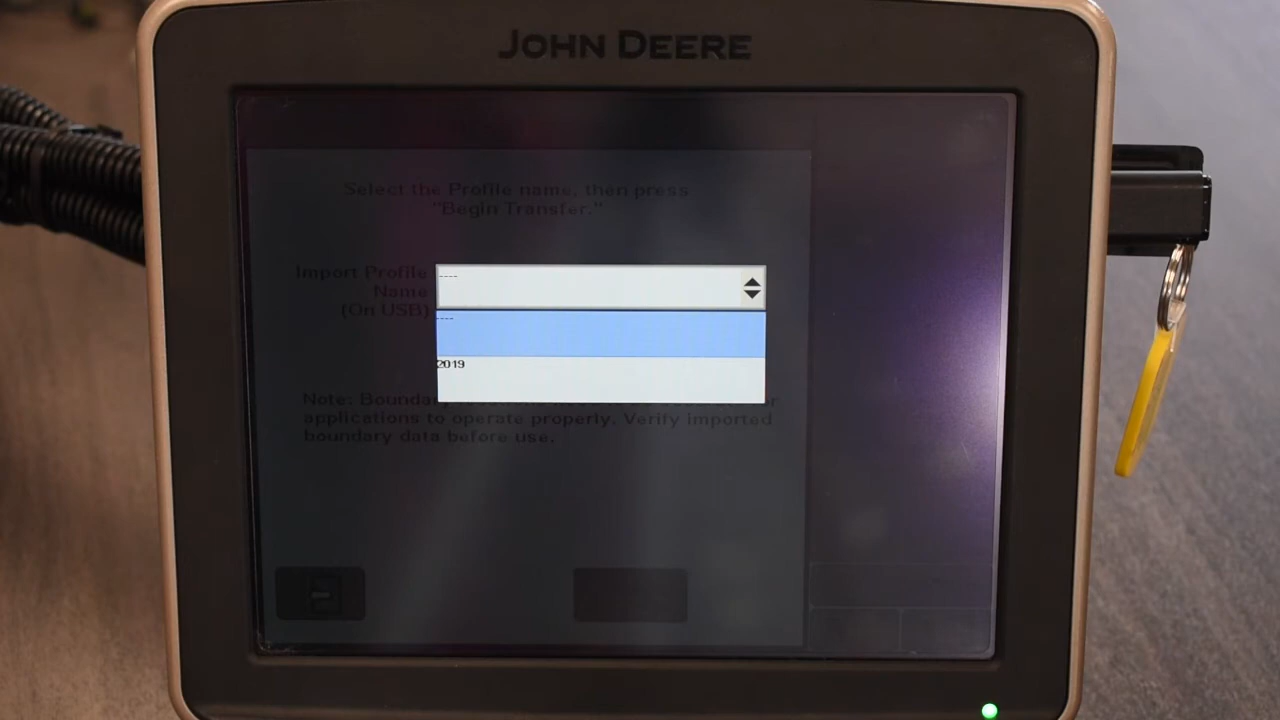 JOHN DEERE
Select the Profile name, then press
"Begin Transfer."
Import Profile
Name
(On USB)
----
----
2019
Note: Boundary
applications to operate properly. Verify imported
boundary data before use.